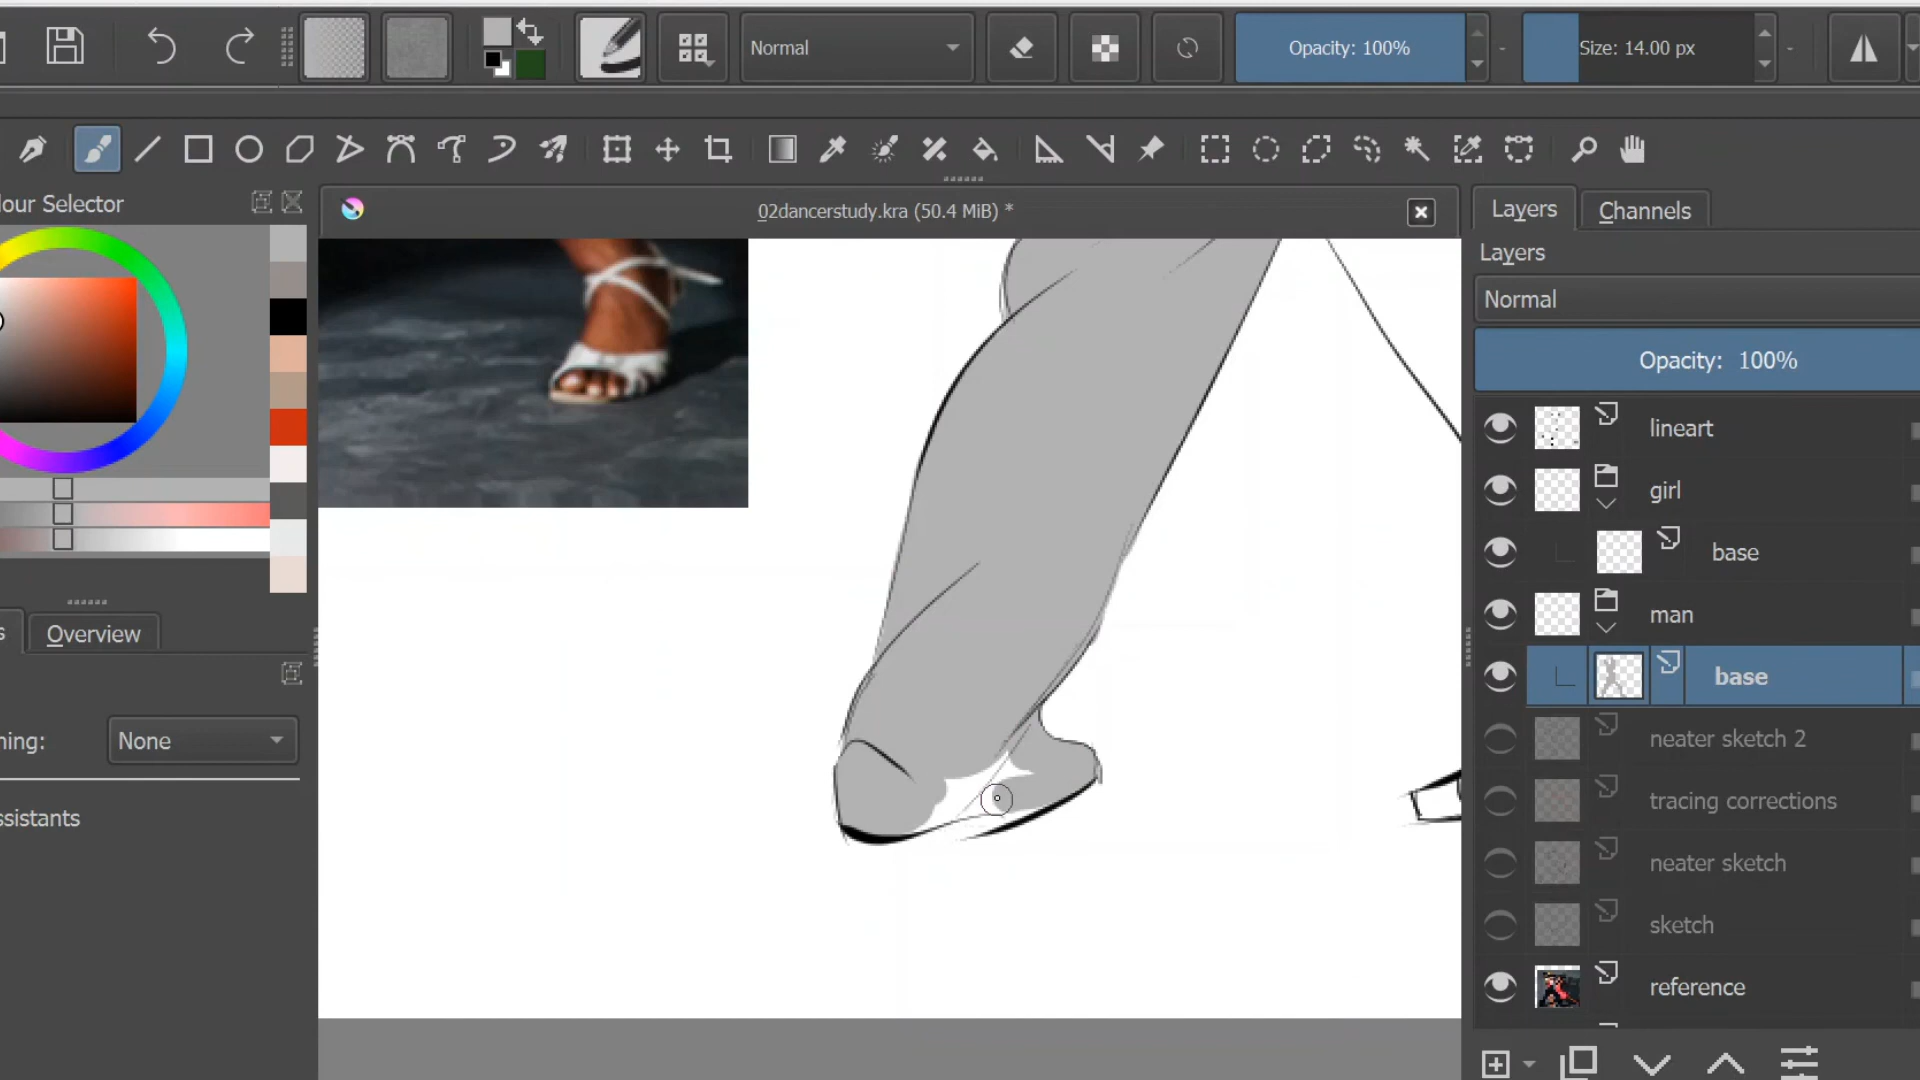 Normal
Opacity: 100%
Size: 14.00 px
lour Selector
02dancerstudy.kra (50.4 MiB) *
Layers
Channels
Layers
Normal
Opacity: 100%
lineart
girl
base
man
base
neater sketch 2
tracing corrections
neater sketch
sketch
reference
s
Overview
ning:
None
ssistants